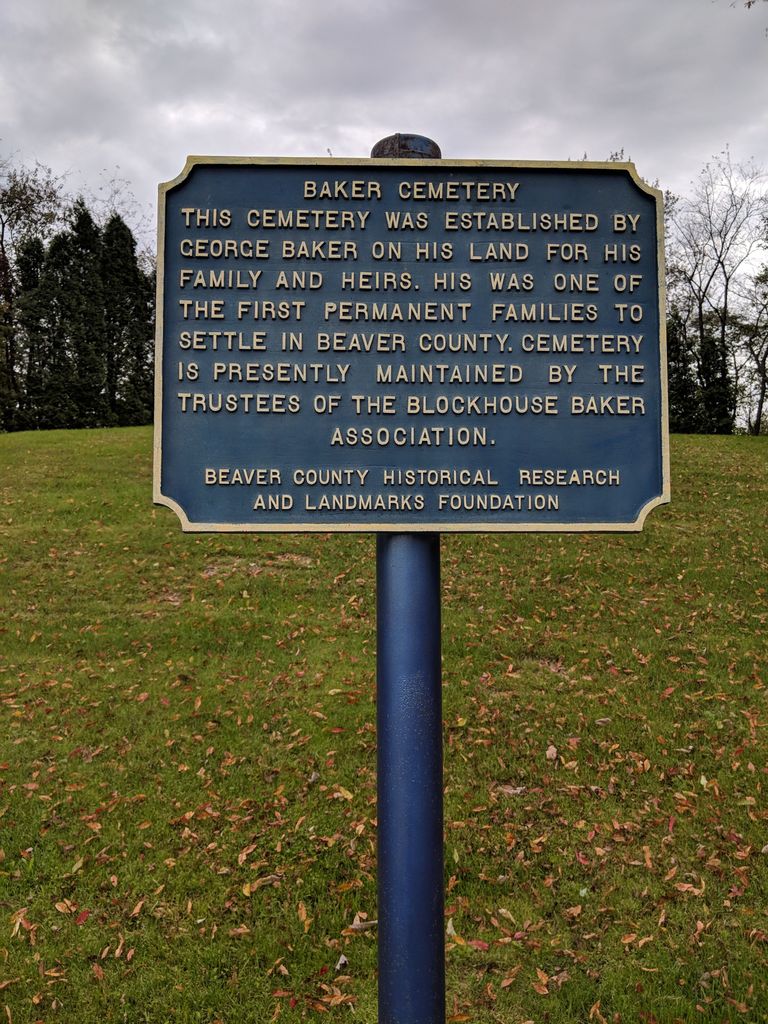 BAKER CEMETERY
THIS CEMETERY WAS ESTABLISHED BY
GEORGE BAKER ON HIS LAND FOR HIS
FAMILY AND HEIRS. HIS WAS ONE OF
THE FIRST PERMANENT FAMILIES TO
SETTLE IN BEAVER COUNTY. CEMETERY
IS PRESENTLY MAINTAINED BY THE
TRUSTEES OF THE BLOCKHOUSE BAKER
ASSOCIATION.
BEAVER COUNTY HISTORICAL RESEARCH
AND LANDMARKS FOUNDATION